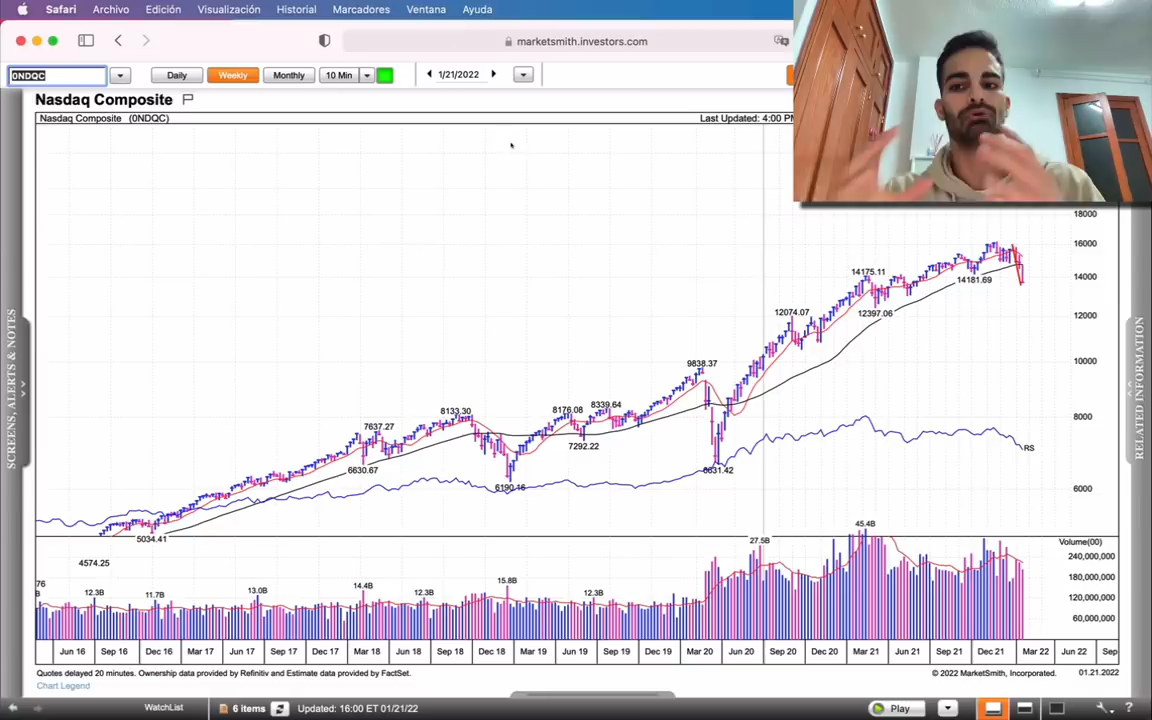 Safari Archivo Edición Visualización Historial Marcadores Ventana Ayuda
marketsmith.investors.com
0NDQC Daily Weekly Monthly 10 Min 1/21/2022
Nasdaq Composite
Nasdaq Composite (0NDQC) Last Updated: 4:00 PM
18000
16000
14175.11 14000
14181.69
12074.07 12397.06 12000
9838.37 10000
8133.30 8176.08 8339.64 8000
7637.27
7292.22
6630.67 6631.42 RS
6190.16 6000
5034.41
45.4B
27.5B Volume(00)
4574.25 240,000,000
76 14.4B 15.8B 180,000,000
B 12.3B 11.7B 13.0B 12.3B 12.3B 120,000,000
60,000,000
Jun 16 Sep 16 Dec 16 Mar 17 Jun 17 Sep 17 Dec 17 Mar 18 Jun 18 Sep 18 Dec 18 Mar 19 Jun 19 Sep 19 Dec 19 Mar 20 Jun 20 Sep 20 Dec 20 Mar 21 Jun 21 Sep 21 Dec 21 Mar 22 Jun 22 Sep
Quotes delayed 20 minutes. Ownership data provided by Refinitiv and Estimate data provided by FactSet. © 2022 MarketSmith, Incorporated. 01.21.2022
Chart Legend
WatchList 6 items Updated: 16:00 ET 01/21/22 Play ?
SCREENS, ALERTS & NOTES
RELATED INFORMATION